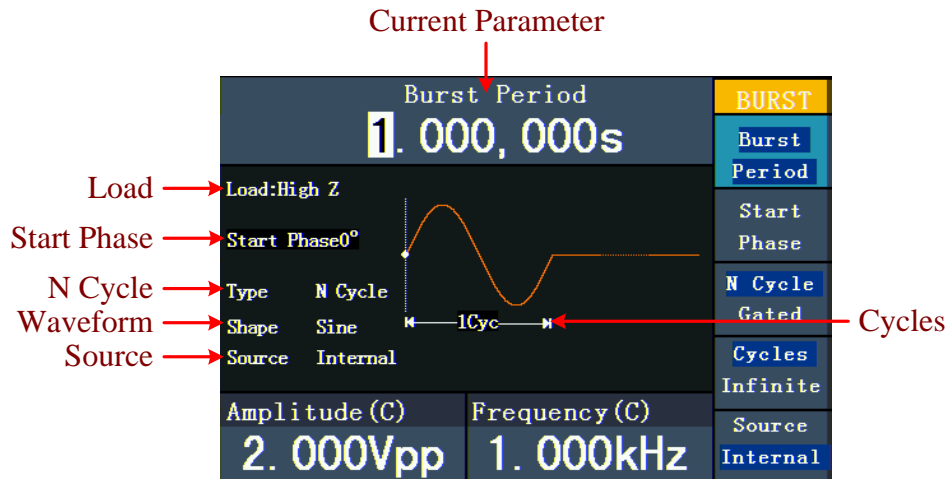 Current Parameter
Burst Period
1.000,000s
Load
Load:High Z
Start Phase
Start Phase0°
N Cycle
Type N Cycle
Waveform
Shape Sine
Source
Source Internal
1Cyc
Cycles
Amplitude(C)
2.000Vpp
Frequency(C)
1.000kHz
BURST
Burst
Period
Start
Phase
N Cycle
Gated
Cycles
Infinite
Source
Internal